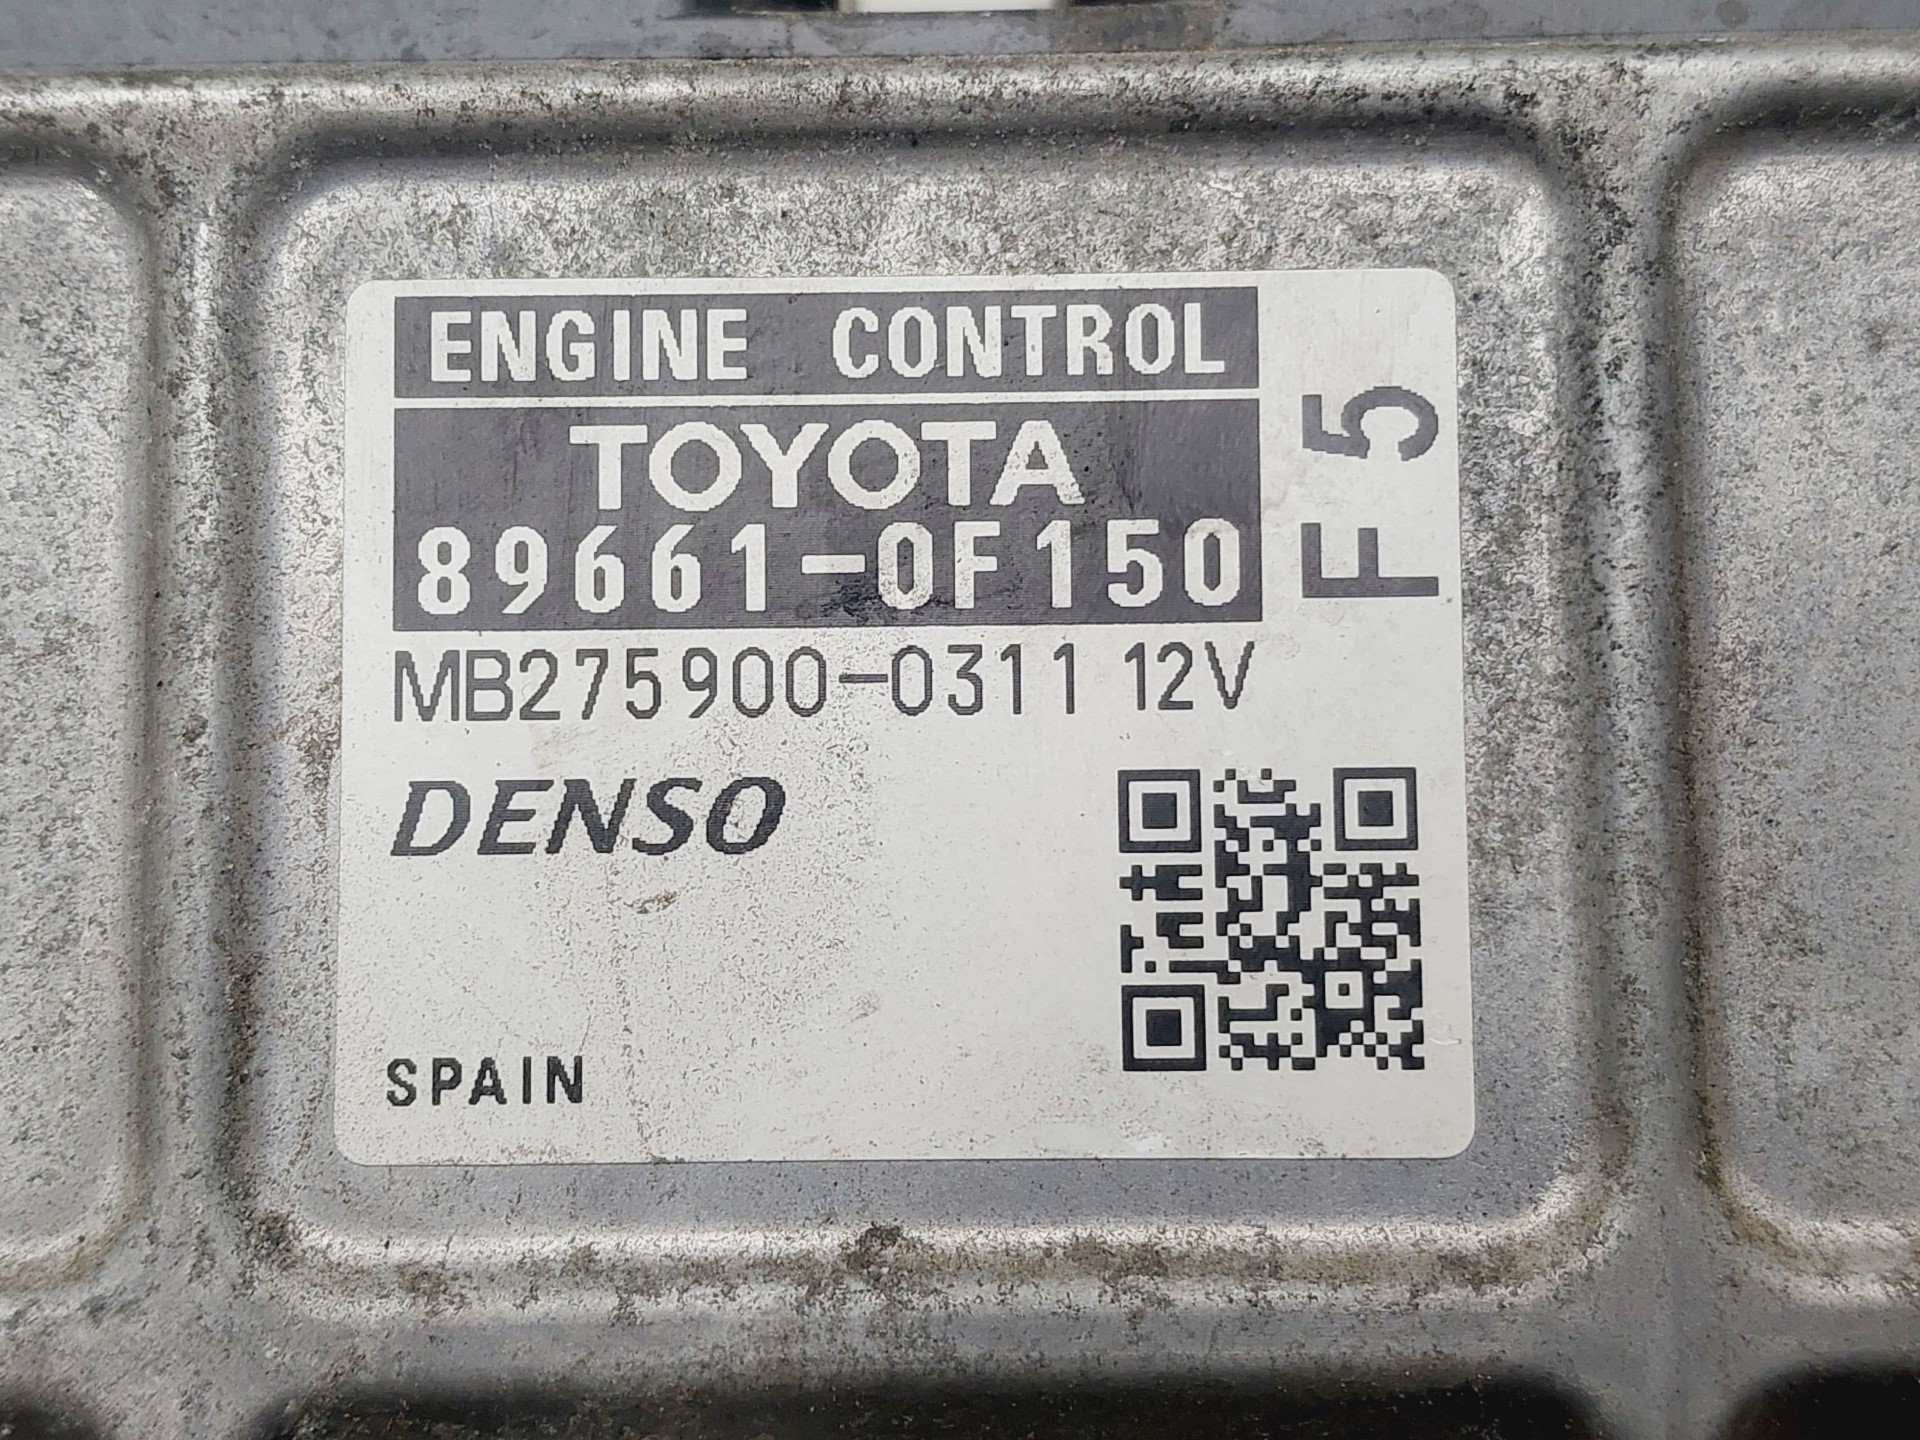 ENGINE CONTROL
TOYOTA
89661-0F150
MB275900-0311 12V
DENSO
SPAIN
F5